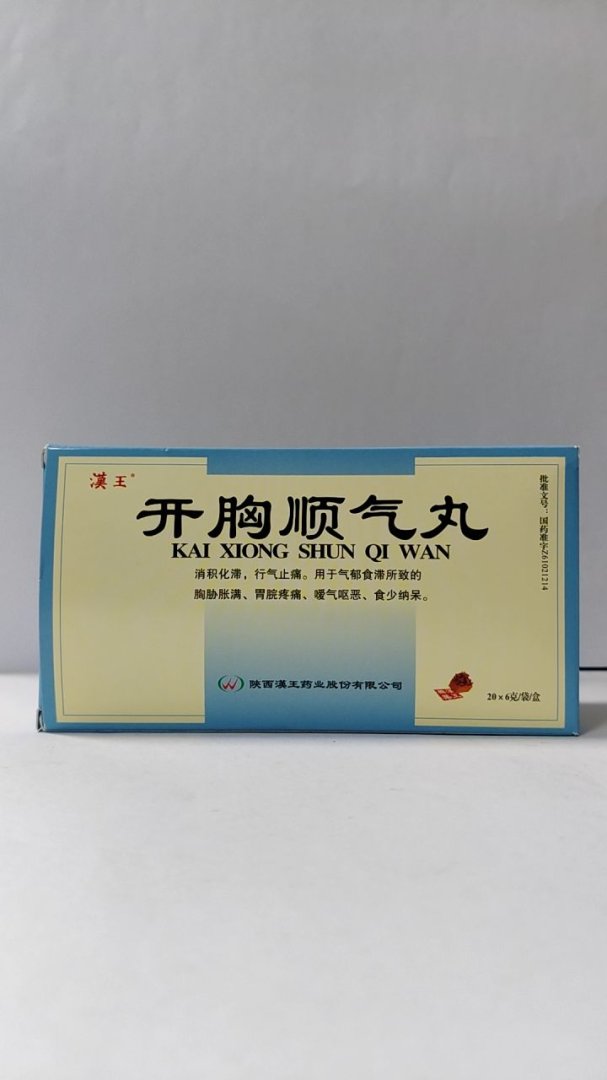 漢王®
开胸顺气丸
KAI XIONG SHUN QI WAN
消积化滞，行气止痛。用于气郁食滞所致的
胸胁胀满、胃脘疼痛、嗳气呕恶、食少纳呆。
陕西漢王药业股份有限公司
20×6克/袋/盒
批准文号：国药准字Z61021214